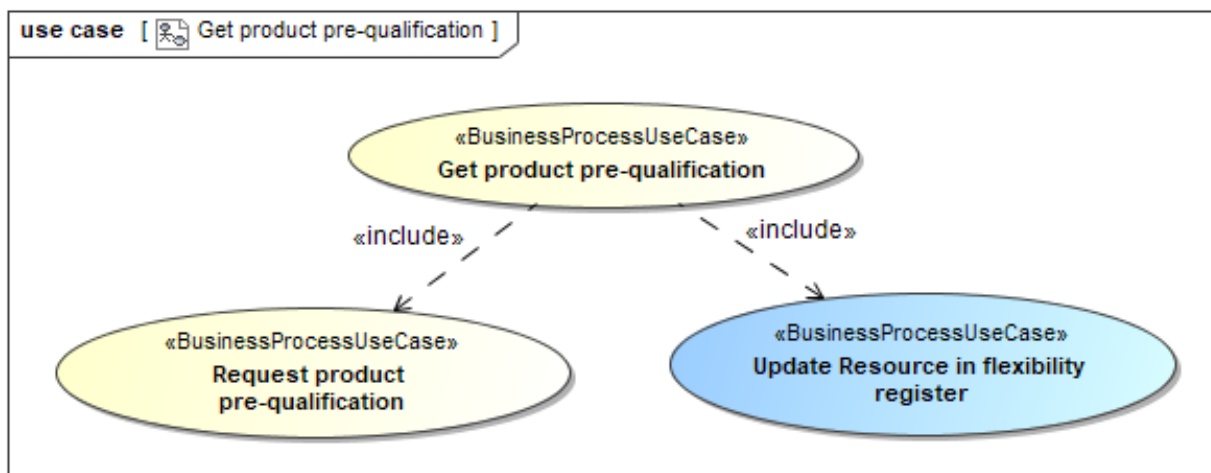 use case [ Get product pre-qualification ]
«BusinessProcessUseCase»
Get product pre-qualification
«include»
«include»
«BusinessProcessUseCase»
Request product
pre-qualification
«BusinessProcessUseCase»
Update Resource in flexibility
register